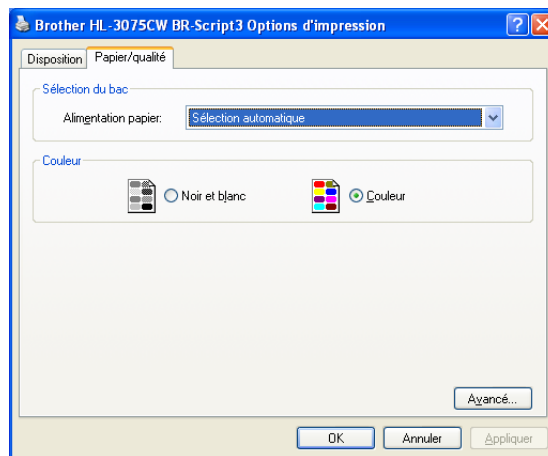 Brother HL-3075CW BR-Script3 Options d'impression
Disposition Papier/qualité
Sélection du bac
Alimentation papier: Sélection automatique
Couleur
Noir et blanc Couleur
Avancé...
OK Annuler Appliquer